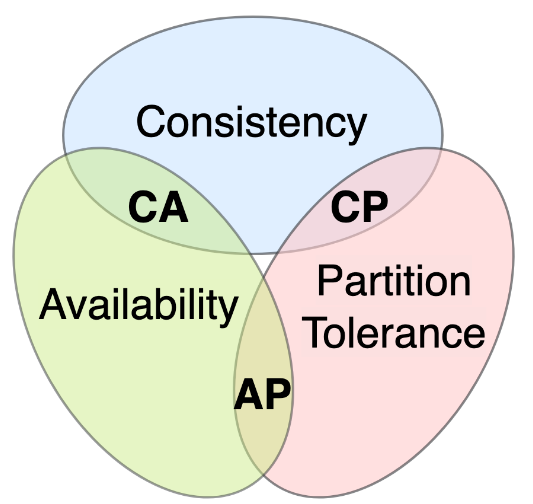 Consistency
CA
CP
Availability
Partition
Tolerance
AP